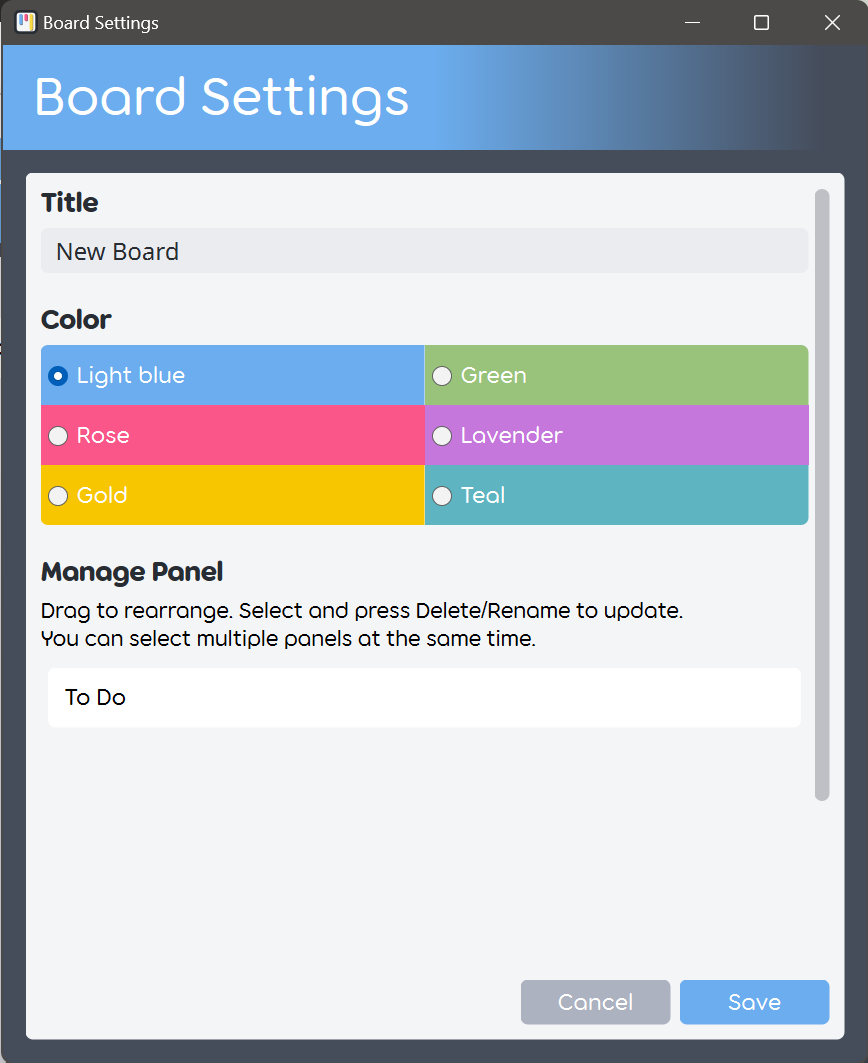 Board Settings
Board Settings
Title
New Board
Color
Light blue
Green
Rose
Lavender
Gold
Teal
Manage Panel
Drag to rearrange. Select and press Delete/Rename to update.
You can select multiple panels at the same time.
To Do
Cancel
Save